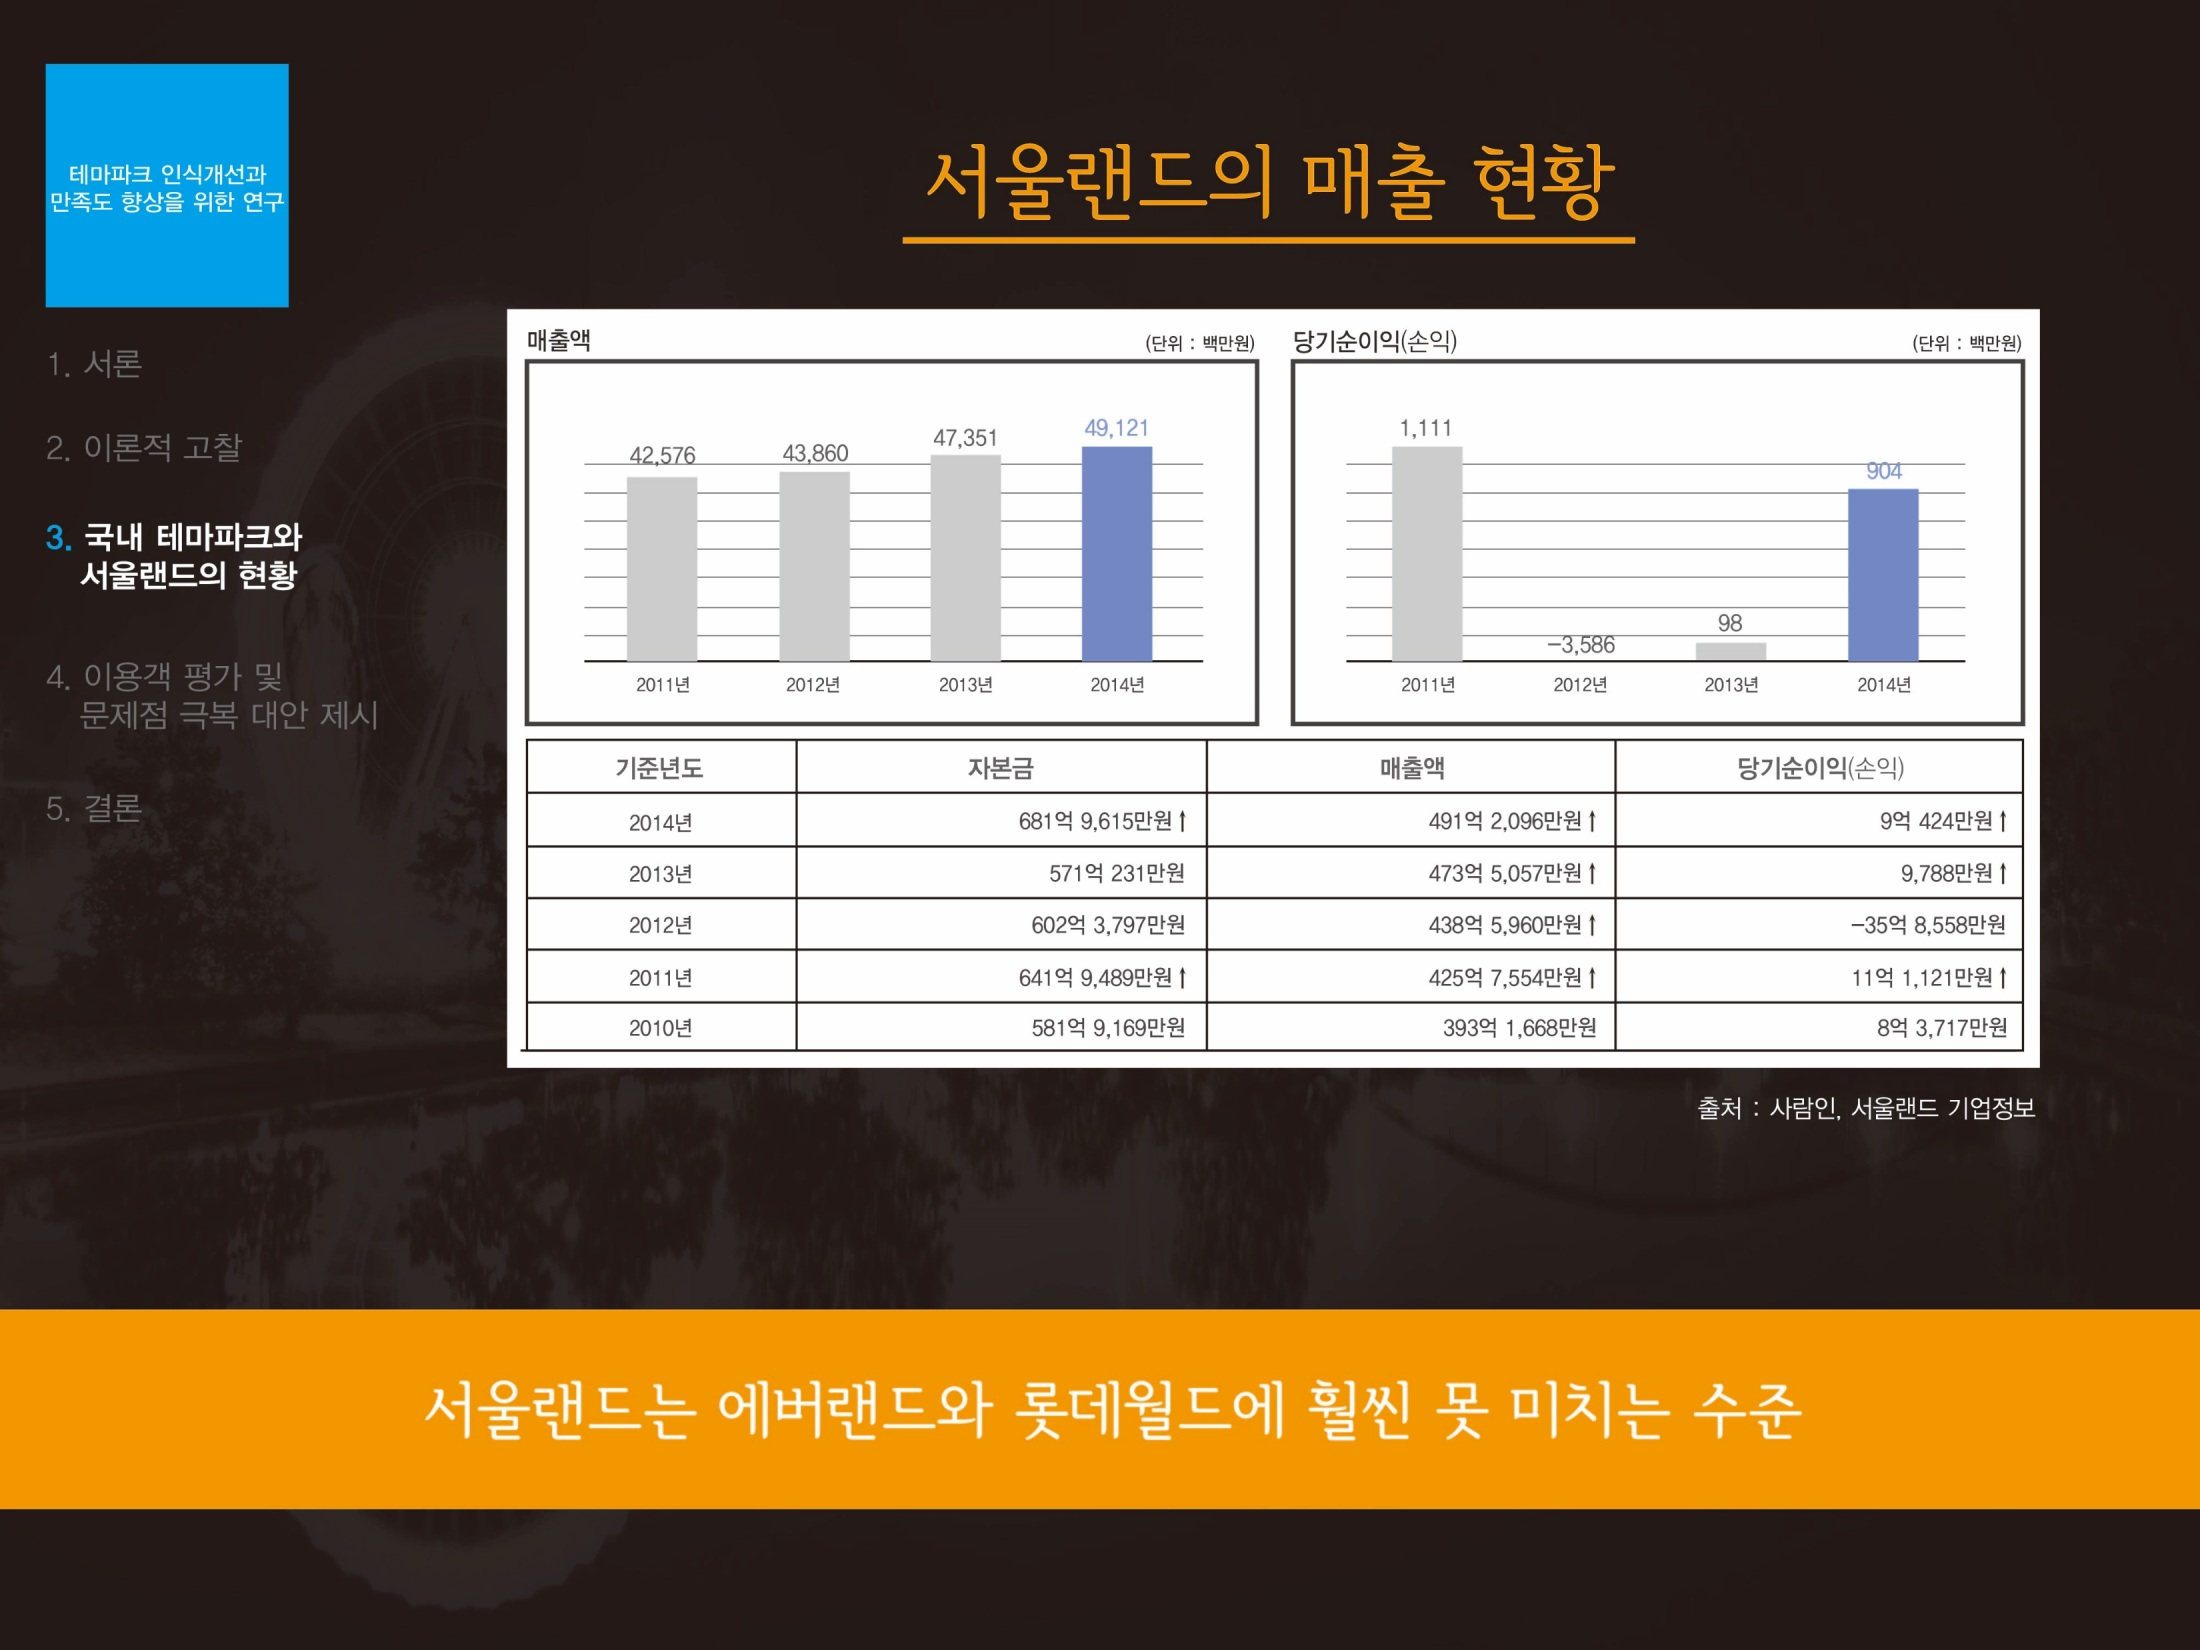 테마파크 인식개선과
만족도 향상을 위한 연구
1. 서론
2. 이론적 고찰
3. 국내 테마파크와
서울랜드의 현황
4. 이용객 평가 및
문제점 극복 대안 제시
5. 결론
서울랜드의 매출 현황
매출액 (단위 : 백만원)
42,576 43,860 47,351 49,121
2011년 2012년 2013년 2014년
당기순이익(손익) (단위 : 백만원)
1,111 −3,586 98 904
2011년 2012년 2013년 2014년
기준년도 자본금 매출액 당기순이익(손익)
2014년 681억 9,615만원↑ 491억 2,096만원↑ 9억 424만원↑
2013년 571억 231만원 473억 5,057만원↑ 9,788만원↑
2012년 602억 3,797만원 438억 5,960만원↑ −35억 8,558만원
2011년 641억 9,489만원↑ 425억 7,554만원↑ 11억 1,121만원↑
2010년 581억 9,169만원 393억 1,668만원 8억 3,717만원
출처 : 사람인, 서울랜드 기업정보
서울랜드는 에버랜드와 롯데월드에 훨씬 못 미치는 수준